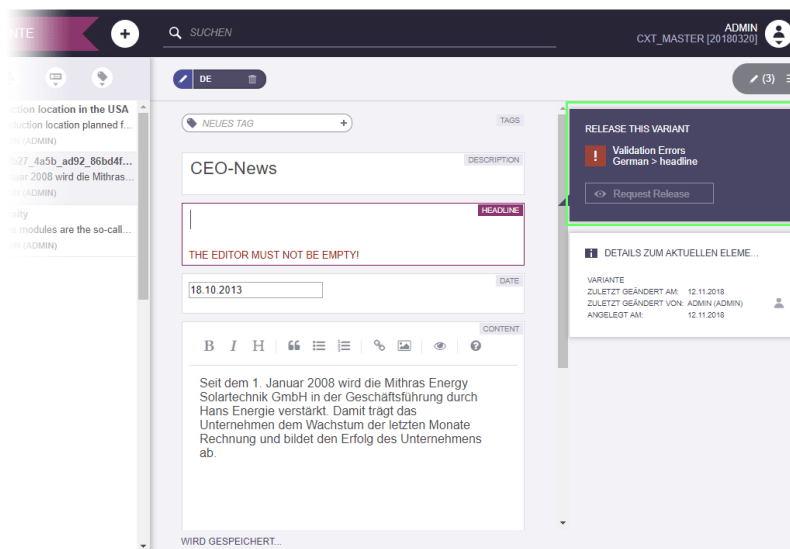 NTE
SUCHEN
ADMIN
CXT_MASTER [20180320]
DE
(3)
ction location in the USA
duction location planned f...
(ADMIN)
b27_4a5b_ad92_86bd4f...
uar 2008 wird die Mithras...
(ADMIN)
sity
modules are the so-call...
(ADMIN)
NEUES TAG
+
TAGS
DESCRIPTION
CEO-News
HEADLINE
THE EDITOR MUST NOT BE EMPTY!
DATE
18.10.2013
CONTENT
B I H
Seit dem 1. Januar 2008 wird die Mithras Energy
Solartechnik GmbH in der Geschäftsführung durch
Hans Energie verstärkt. Damit trägt das
Unternehmen dem Wachstum der letzten Monate
Rechnung und bildet den Erfolg des Unternehmens
ab.
WIRD GESPEICHERT...
RELEASE THIS VARIANT
Validation Errors
German > headline
Request Release
DETAILS ZUM AKTUELLEN ELEME...
VARIANTE
ZULETZT GEÄNDERT AM: 12.11.2018
ZULETZT GEÄNDERT VON: ADMIN (ADMIN)
ANGELEGT AM: 12.11.2018